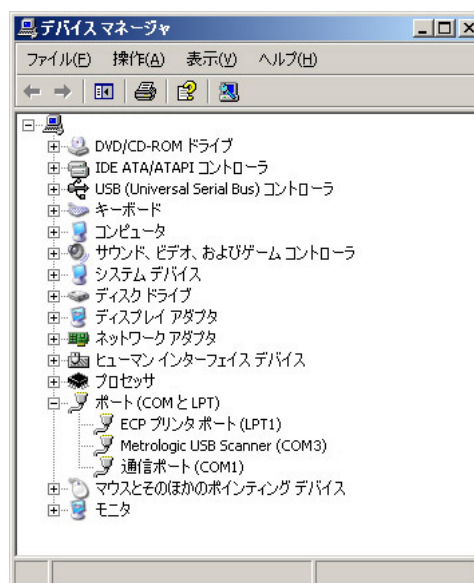 デバイス マネージャ
ファイル(F) 操作(A) 表示(V) ヘルプ(H)
DVD/CD-ROM ドライブ
IDE ATA/ATAPI コントローラ
USB (Universal Serial Bus) コントローラ
キーボード
コンピュータ
サウンド、ビデオ、およびゲーム コントローラ
システム デバイス
ディスク ドライブ
ディスプレイ アダプタ
ネットワーク アダプタ
ヒューマン インターフェイス デバイス
プロセッサ
ポート (COM と LPT)
ECP プリンタ ポート (LPT1)
Metrologic USB Scanner (COM3)
通信ポート (COM1)
マウスとそのほかのポインティング デバイス
モニタ